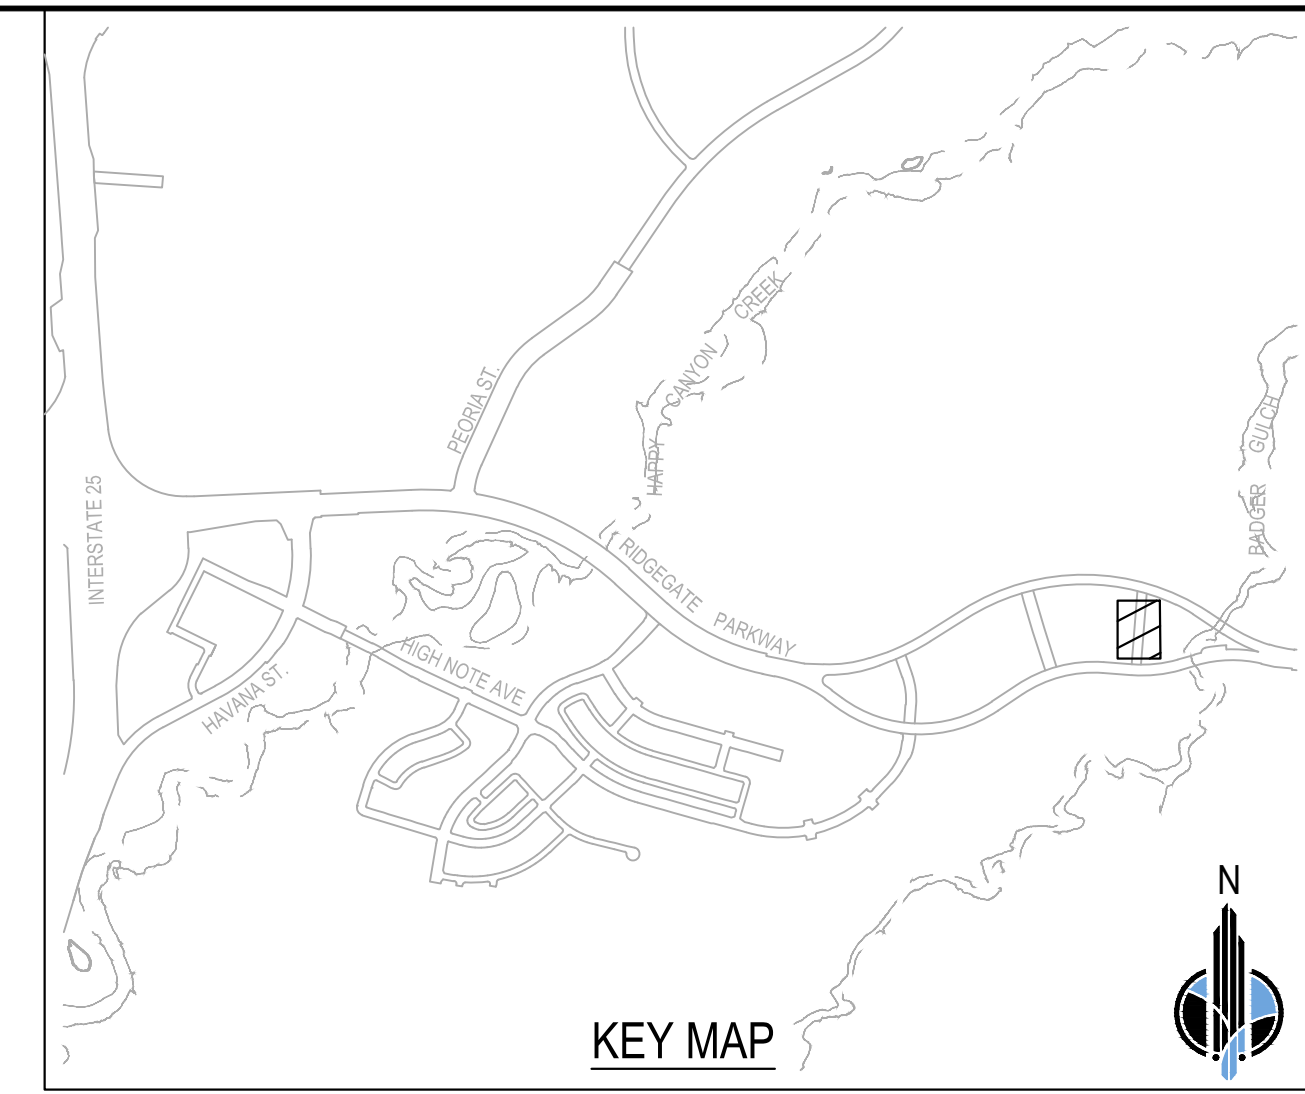 CREEK
CANYON
HAPPY
PEORIA ST.
GULCH
BADGER
INTERSTATE 25
RIDGEGATE PARKWAY
HIGH NOTE AVE
HAVANA ST.
N
KEY MAP